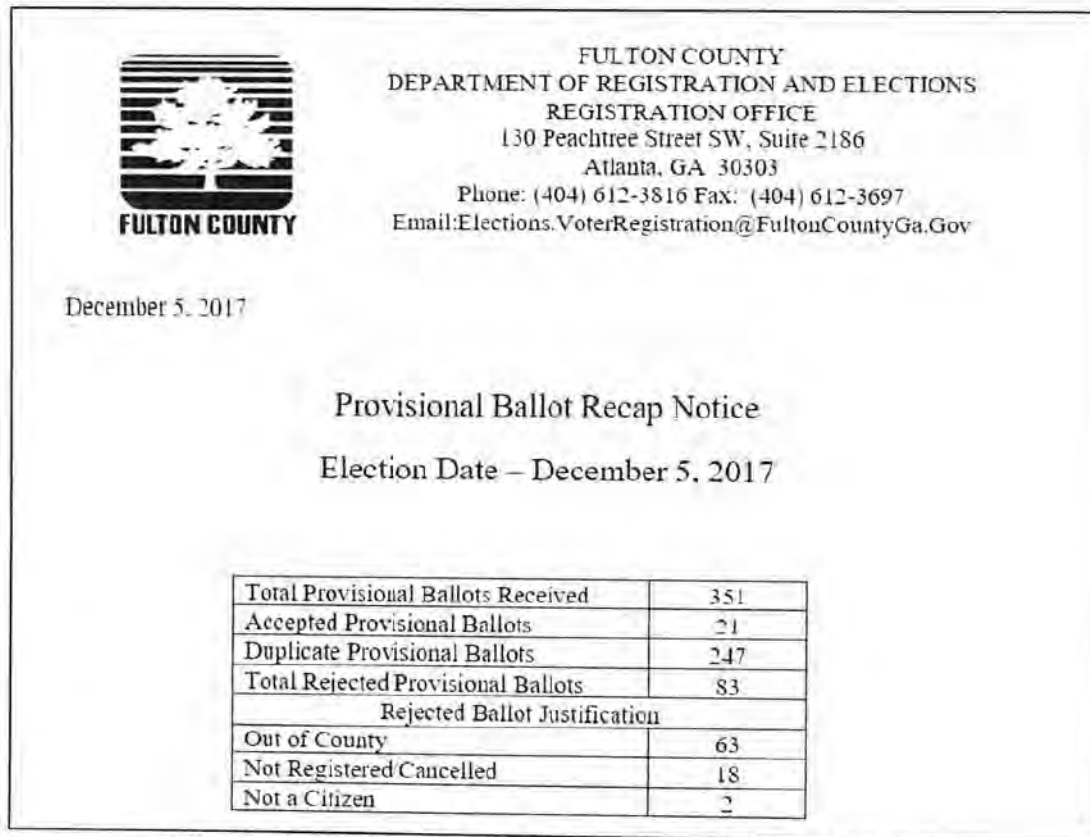 FULTON COUNTY
FULTON COUNTY
DEPARTMENT OF REGISTRATION AND ELECTIONS
REGISTRATION OFFICE
130 Peachtree Street SW, Suite 2186
Atlanta, GA 30303
Phone: (404) 612-3816 Fax: (404) 612-3697
Email:Elections.VoterRegistration@FultonCountyGa.Gov
December 5, 2017
Provisional Ballot Recap Notice
Election Date – December 5, 2017
Total Provisional Ballots Received 351
Accepted Provisional Ballots 21
Duplicate Provisional Ballots 247
Total Rejected Provisional Ballots 83
Rejected Ballot Justification
Out of County 63
Not Registered/Cancelled 18
Not a Citizen 2